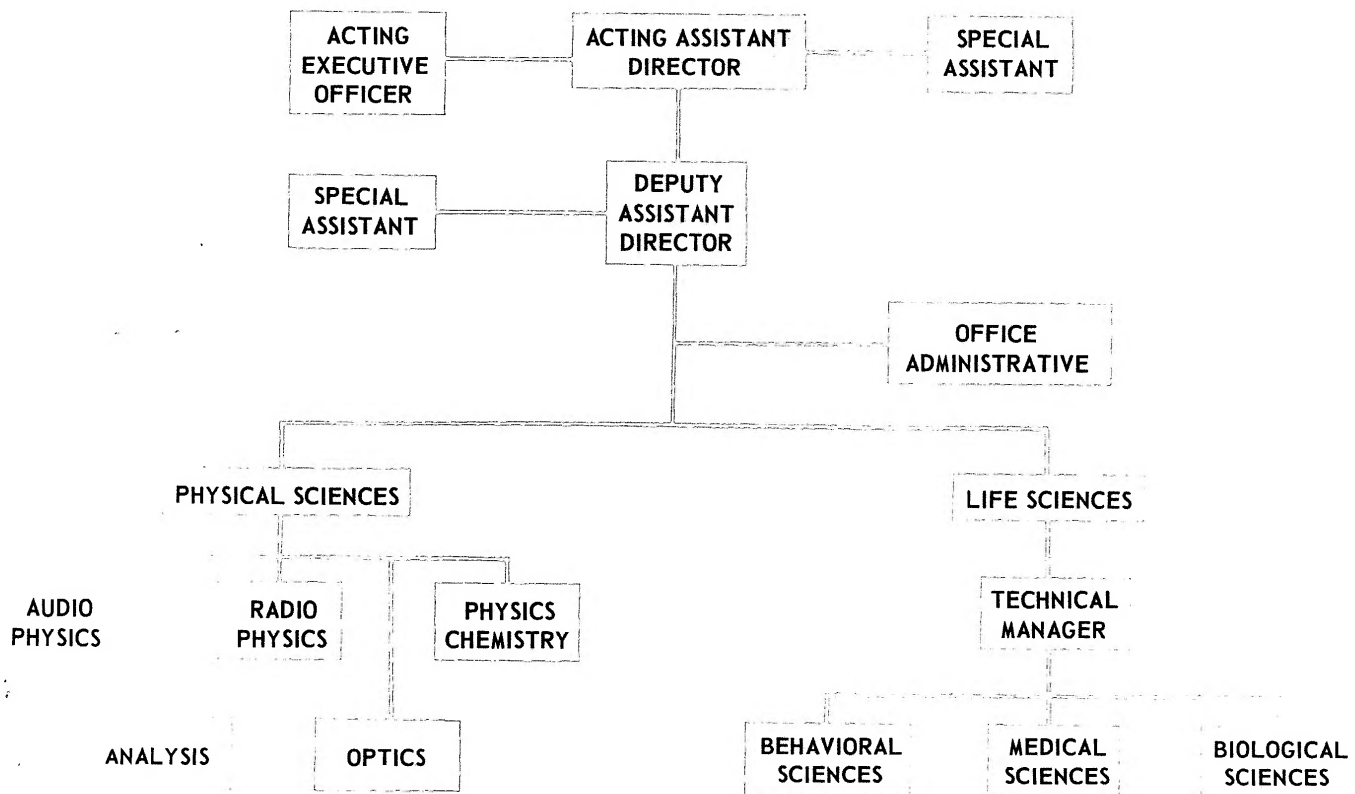 ACTING
EXECUTIVE
OFFICER
ACTING ASSISTANT
DIRECTOR
SPECIAL
ASSISTANT
SPECIAL
ASSISTANT
DEPUTY
ASSISTANT
DIRECTOR
OFFICE
ADMINISTRATIVE
PHYSICAL SCIENCES
LIFE SCIENCES
AUDIO
PHYSICS
RADIO
PHYSICS
PHYSICS
CHEMISTRY
TECHNICAL
MANAGER
ANALYSIS
OPTICS
BEHAVIORAL
SCIENCES
MEDICAL
SCIENCES
BIOLOGICAL
SCIENCES